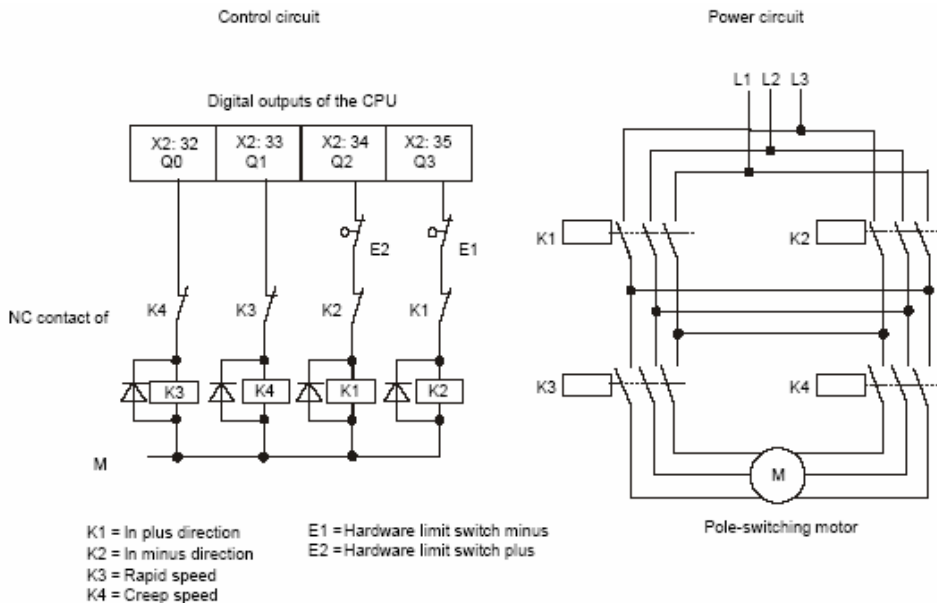 Control circuit
Power circuit
Digital outputs of the CPU
X2: 32
Q0
X2: 33
Q1
X2: 34
Q2
X2: 35
Q3
E2
E1
NC contact of
K4
K3
K2
K1
K3
K4
K1
K2
M
L1
L2
L3
K1
K2
K3
K4
M
Pole-switching motor
K1 = In plus direction
K2 = In minus direction
K3 = Rapid speed
K4 = Creep speed
E1 = Hardware limit switch minus
E2 = Hardware limit switch plus